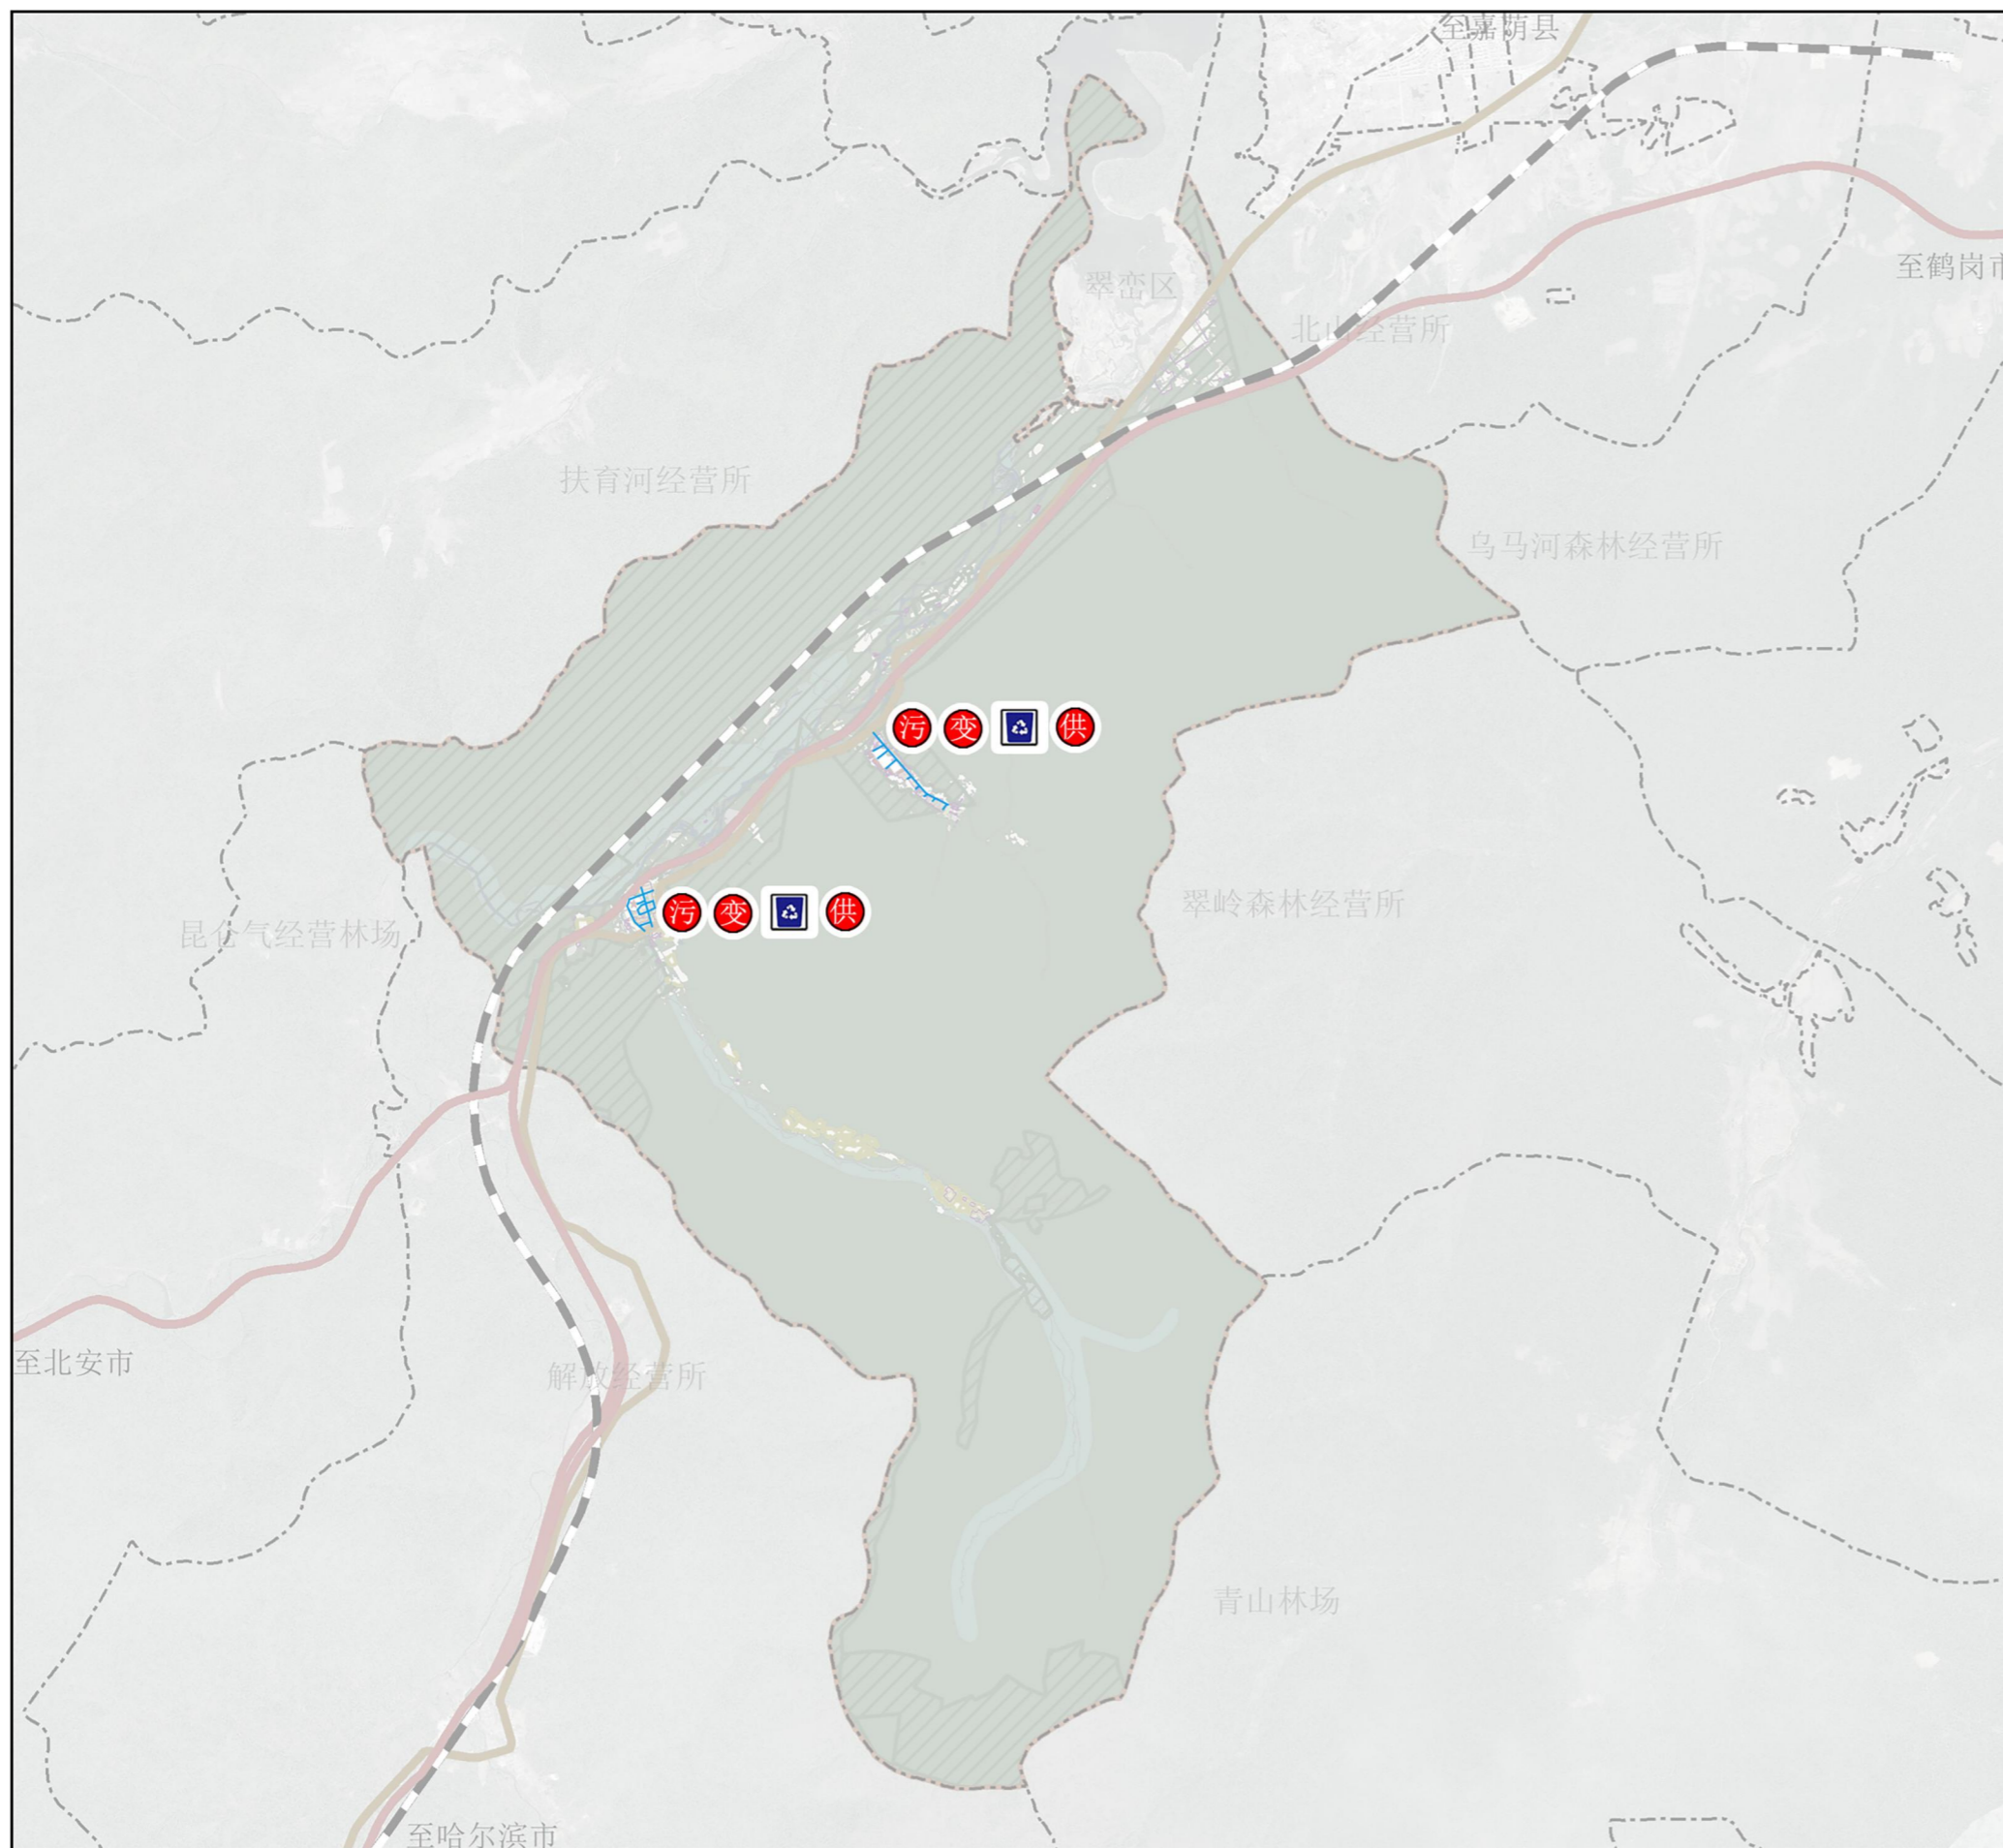 至嘉荫县
至鹤岗市
翠峦区
北山经营所
扶育河经营所
乌马河森林经营所
污 变 供
翠岭森林经营所
污 变 供
昆仑气经营林场
至北安市
解放经营所
青山林场
至哈尔滨市